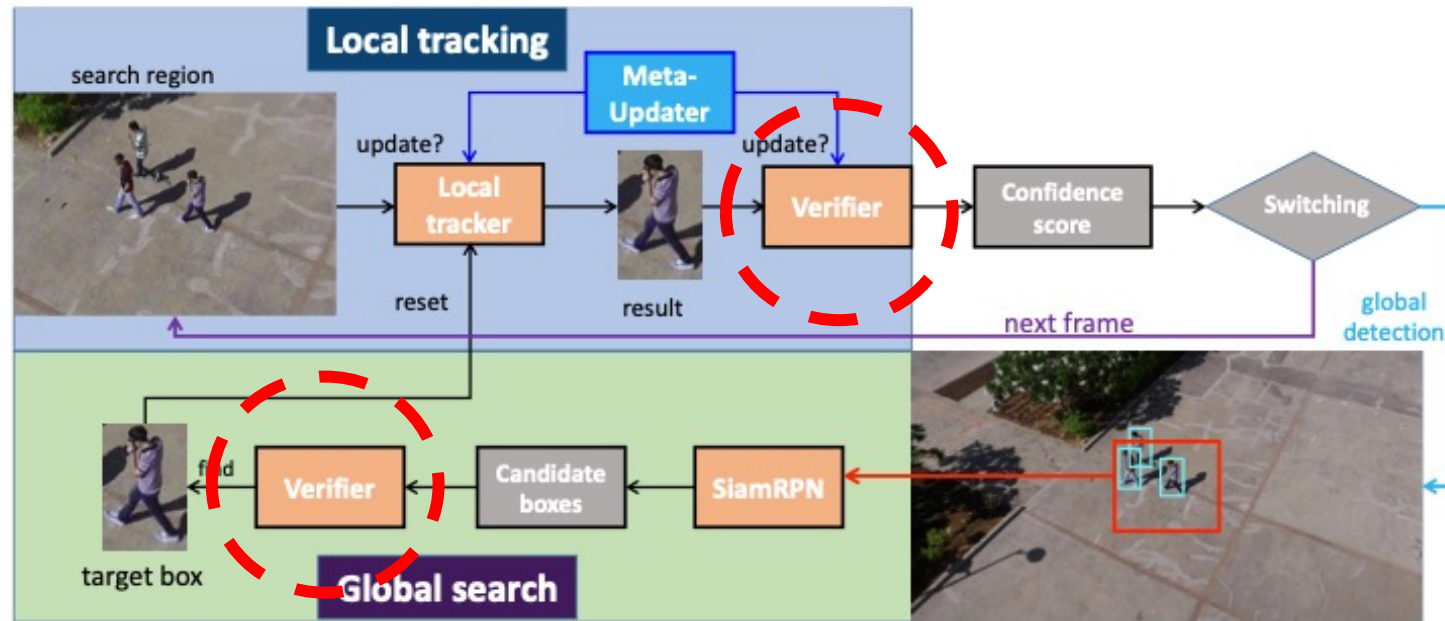 Local tracking
search region
Meta-
Updater
update?
update?
Local
tracker
Verifier
Confidence
score
Switching
reset
result
next frame
global
detection
find
Verifier
Candidate
boxes
SiamRPN
target box
Global search